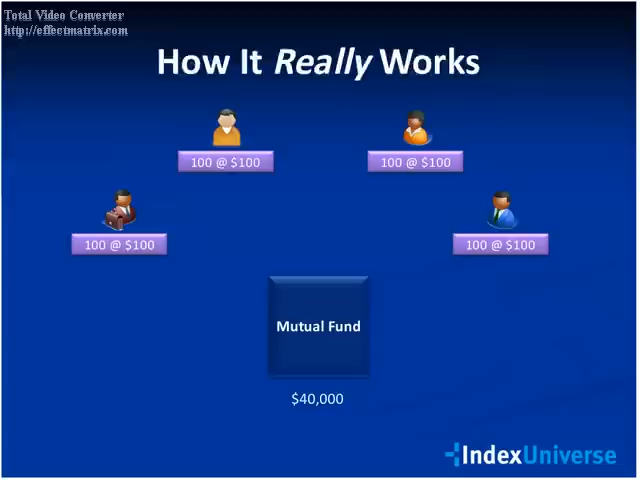 Total Video Converter
http://effectmatrix.com
How It Really Works
100 @ $100
100 @ $100
100 @ $100
100 @ $100
Mutual Fund
$40,000
IndexUniverse